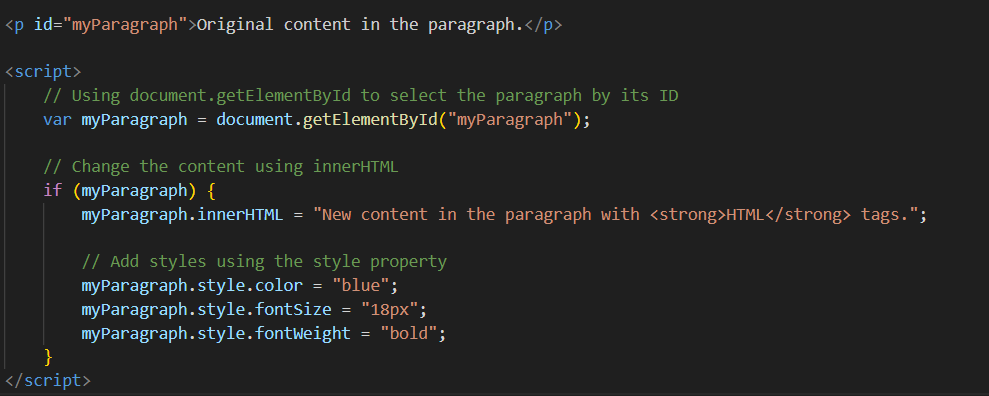 <p id="myParagraph">Original content in the paragraph.</p>
<script>
// Using document.getElementById to select the paragraph by its ID
var myParagraph = document.getElementById("myParagraph");
// Change the content using innerHTML
if (myParagraph) {
myParagraph.innerHTML = "New content in the paragraph with <strong>HTML</strong> tags.";
// Add styles using the style property
myParagraph.style.color = "blue";
myParagraph.style.fontSize = "18px";
myParagraph.style.fontWeight = "bold";
}
</script>